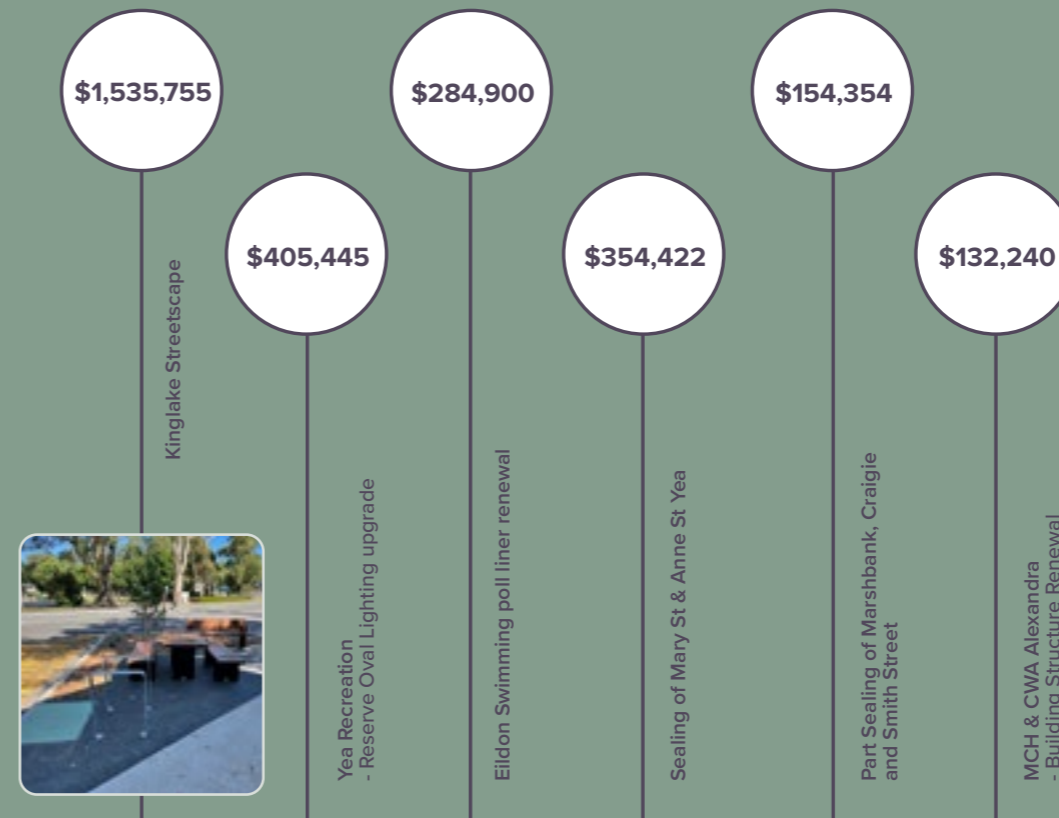 $1,535,755
Kinglake Streetscape
$405,445
Yea Recreation
- Reserve Oval Lighting upgrade
$284,900
Eildon Swimming poll liner renewal
$354,422
Sealing of Mary St & Anne St Yea
$154,354
Part Sealing of Marshbank, Craigie
and Smith Street
$132,240
MCH & CWA Alexandra
- Building Structure Renewal